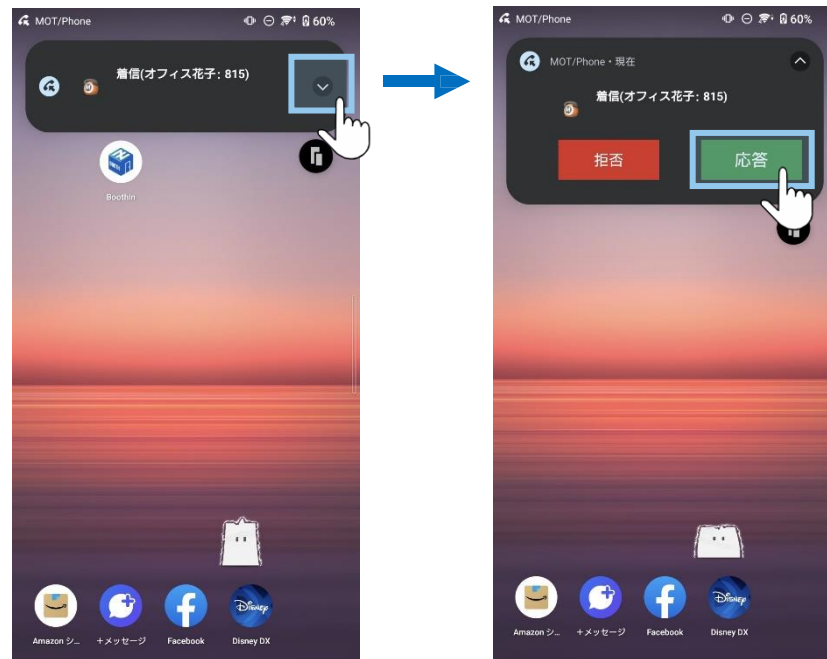 MOT/Phone
60%
着信(オフィス花子: 815)
Boothin
Amazon シ...
+メッセージ
Facebook
Disney
Disney DX
MOT/Phone
60%
MOT/Phone・現在
着信(オフィス花子: 815)
拒否
応答
Amazon シ...
+メッセージ
Facebook
Disney
Disney DX